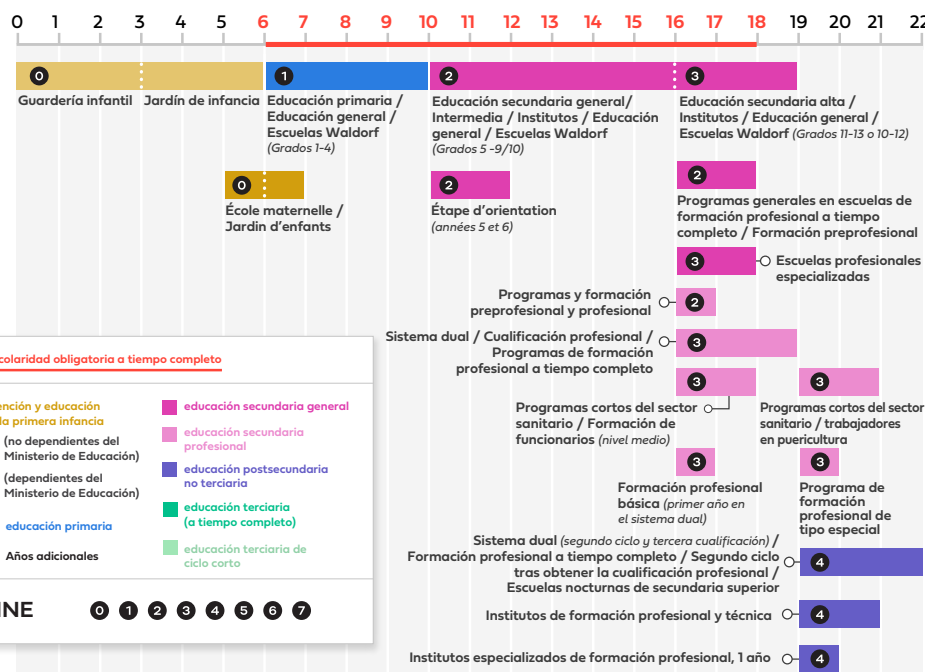 0 1 2 3 4 5 6 7 8 9 10 11 12 13 14 15 16 17 18 19 20 21 22
0
Guardería infantil
Jardín de infancia
1
Educación primaria /
Educación general /
Escuelas Waldorf
(Grados 1-4)
2
Educación secundaria general/
Intermedia / Institutos / Educación
general / Escuelas Waldorf
(Grados 5 -9/10)
3
Educación secundaria alta /
Institutos / Educación general /
Escuelas Waldorf (Grados 11-13 o 10-12)
0
École maternelle /
Jardin d'enfants
2
Étape d'orientation
(années 5 et 6)
2
Programas generales en escuelas de
formación profesional a tiempo
completo / Formación preprofesional
3
Escuelas profesionales
especializadas
Programas y formación
preprofesional y profesional
2
Sistema dual / Cualificación profesional /
Programas de formación
profesional a tiempo completo
3
3
Programas cortos del sector
sanitario / Formación de
funcionarios (nivel medio)
3
Programas cortos del sector
sanitario / trabajadores
en puericultura
3
Formación profesional
básica (primer año en
el sistema dual)
3
Programa de
formación
profesional de
tipo especial
Sistema dual (segundo ciclo y tercera cualificación) /
Formación profesional a tiempo completo / Segundo ciclo
tras obtener la cualificación profesional /
Escuelas nocturnas de secundaria superior
4
Institutos de formación profesional y técnica
4
Institutos especializados de formación profesional, 1 año
4
colaridad obligatoria a tiempo completo
ención y educación
la primera infancia
(no dependientes del
Ministerio de Educación)
(dependientes del
Ministerio de Educación)
educación primaria
Años adicionales
educación secundaria general
educación secundaria
profesional
educación postsecundaria
no terciaria
educación terciaria
(a tiempo completo)
educación terciaria de
ciclo corto
INE 0 1 2 3 4 5 6 7